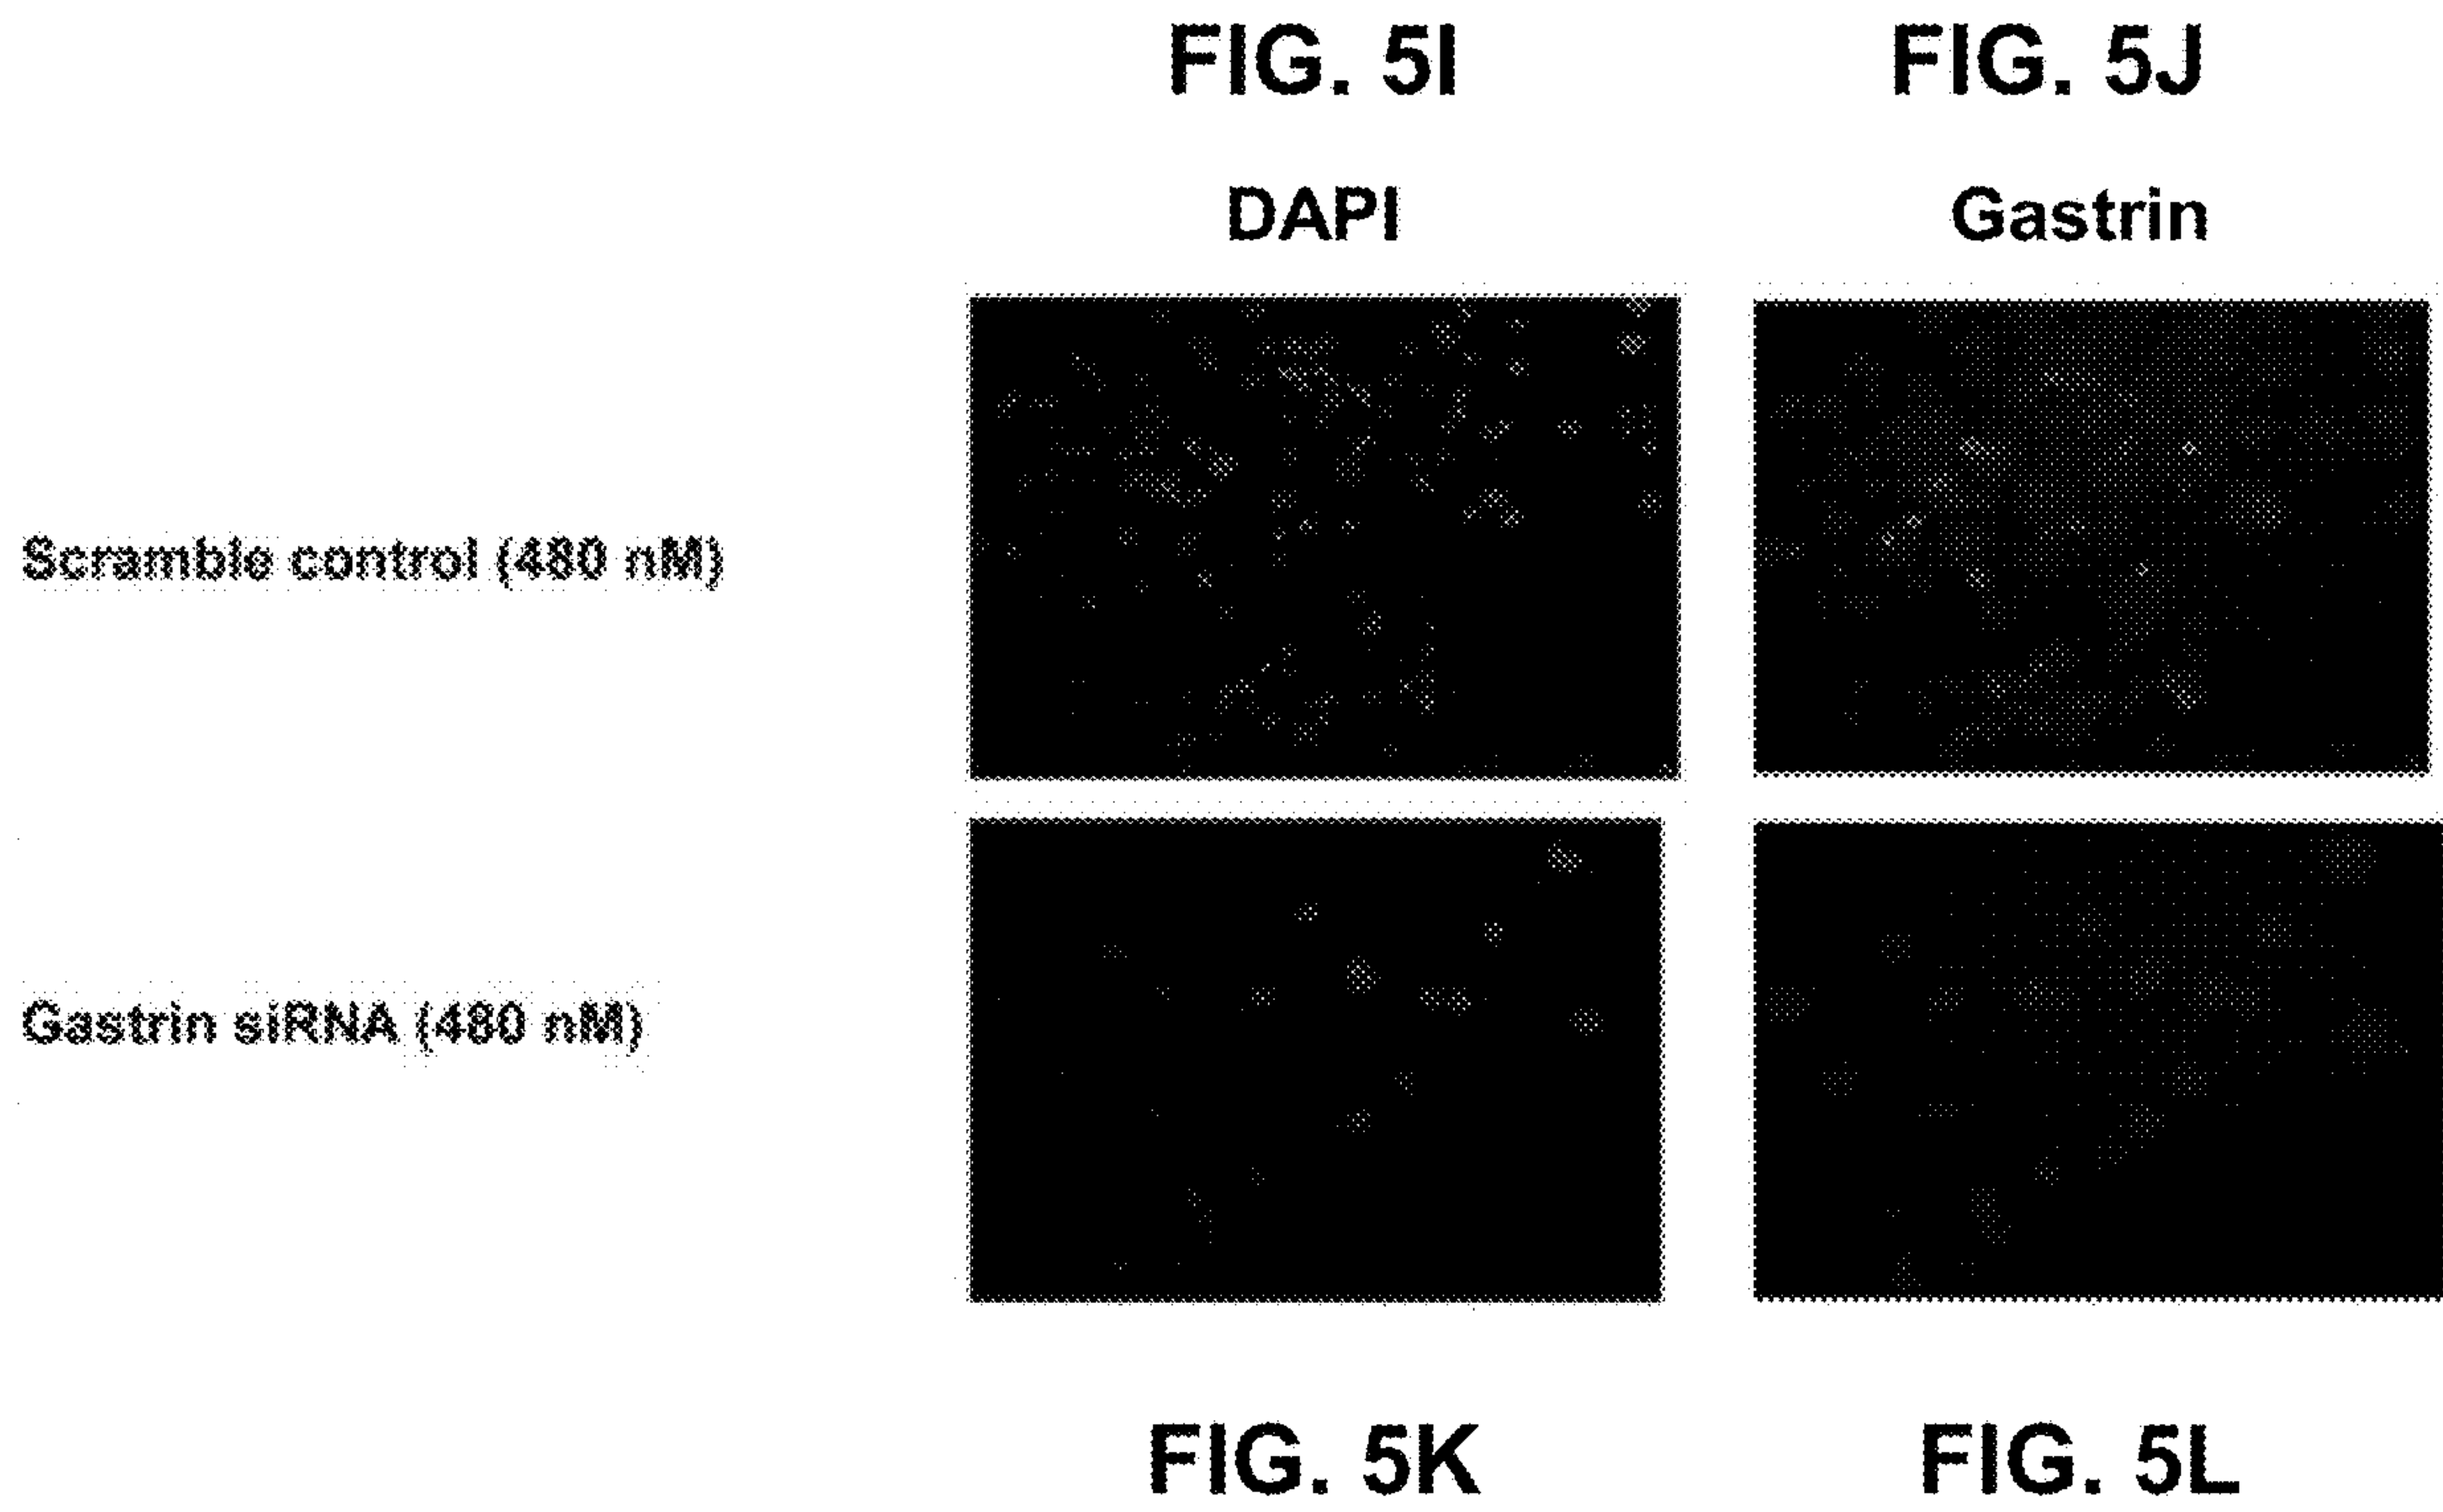 FIG. 5I FIG. 5J
DAPI Gastrin
Scramble control (480 nM)
Gastrin siRNA (480 nM)
FIG. 5K FIG. 5L